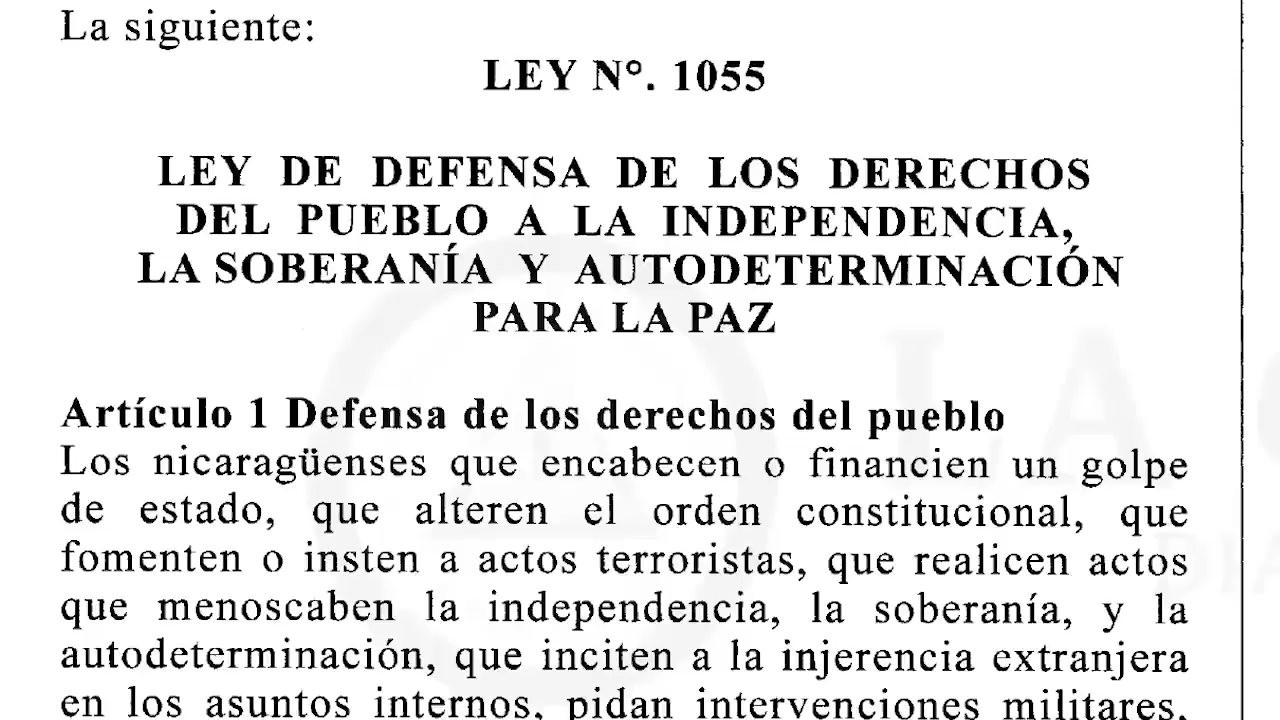 La siguiente:
LEY N°. 1055
LEY DE DEFENSA DE LOS DERECHOS
DEL PUEBLO A LA INDEPENDENCIA,
LA SOBERANÍA Y AUTODETERMINACIÓN
PARA LA PAZ
Artículo 1 Defensa de los derechos del pueblo
Los nicaragüenses que encabecen o financien un golpe
de estado, que alteren el orden constitucional, que
fomenten o insten a actos terroristas, que realicen actos
que menoscaben la independencia, la soberanía, y la
autodeterminación, que inciten a la injerencia extranjera
en los asuntos internos, pidan intervenciones militares,